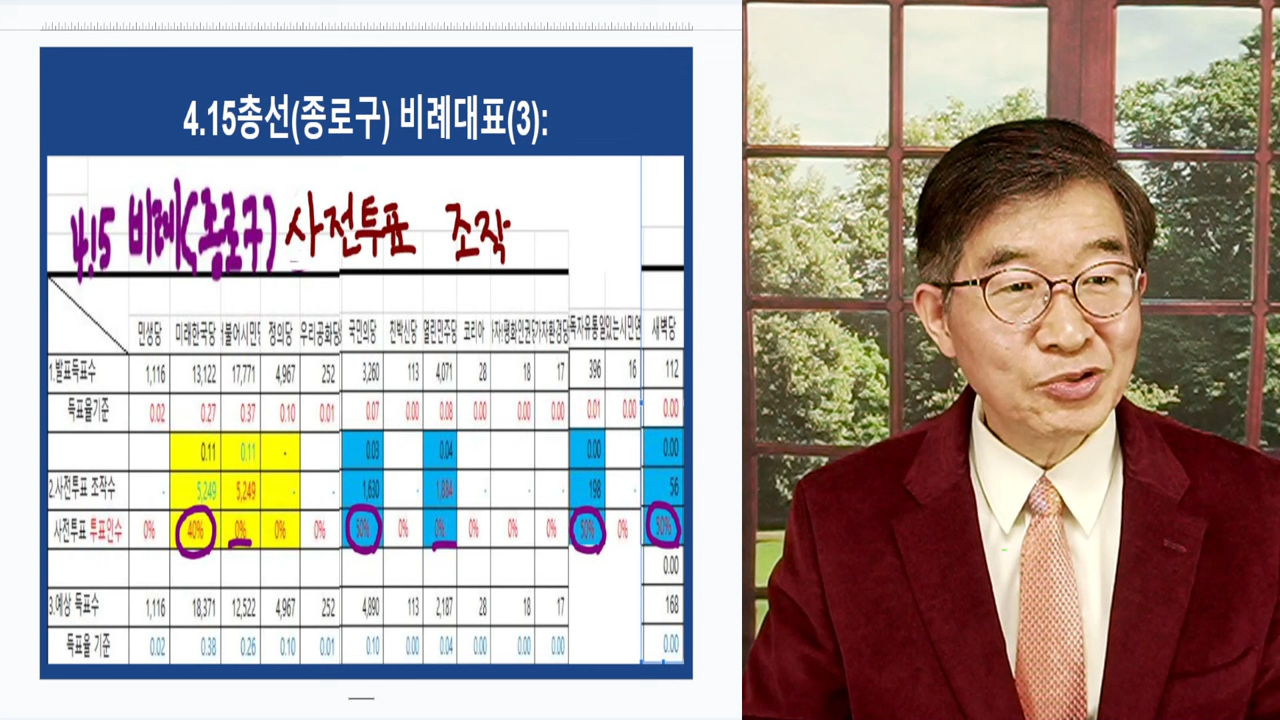 4.15총선(종로구) 비례대표(3):
4.15 비례(종로구) 사전투표 조작
민생당 미래한국당 정의당 우리공화당 국민의당 친박신당 열린민주당 코리아 새벽당
1.발표득표수 1,116 13,122 17,771 4,967 252 3,260 113 4,071 28 18 17 396 16 112
득표율기준 0.02 0.27 0.37 0.10 0.01 0.07 0.00 0.08 0.00 0.00 0.00 0.01 0.00 0.00
0.11 0.11 - 0.03 0.04 0.00 0.00
2.사전투표 조작수 - 5,249 5,249 - - 1,630 - 1,884 - - - 198 - 56
사전투표 투표인수 0% 40% 0% 0% 0% 50% 0% 0% 0% 0% 0% 50% 0% 50%
0.00
3.예상 득표수 1,116 18,371 12,522 4,967 252 4,890 113 2,187 28 18 17 168
득표율 기준 0.02 0.38 0.26 0.10 0.01 0.10 0.00 0.04 0.00 0.00 0.00 0.00